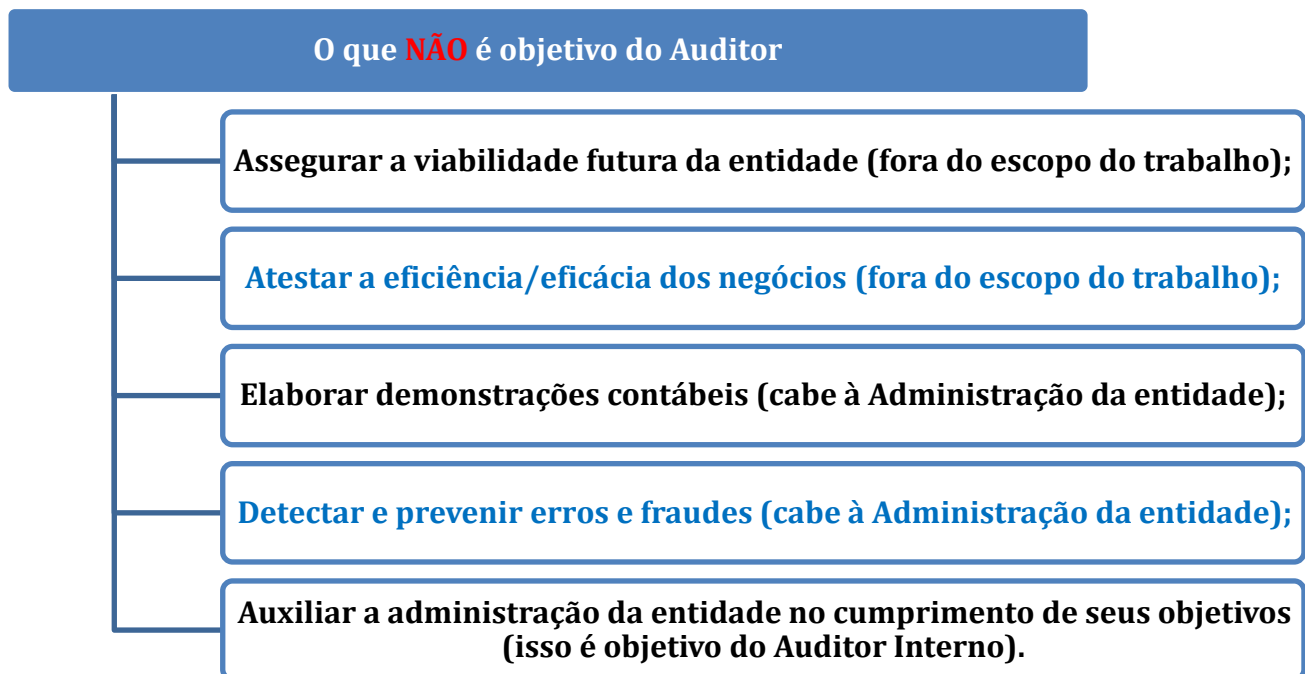 O que NÃO é objetivo do Auditor
Assegurar a viabilidade futura da entidade (fora do escopo do trabalho);
Atestar a eficiência/eficácia dos negócios (fora do escopo do trabalho);
Elaborar demonstrações contábeis (cabe à Administração da entidade);
Detectar e prevenir erros e fraudes (cabe à Administração da entidade);
Auxiliar a administração da entidade no cumprimento de seus objetivos
(isso é objetivo do Auditor Interno).